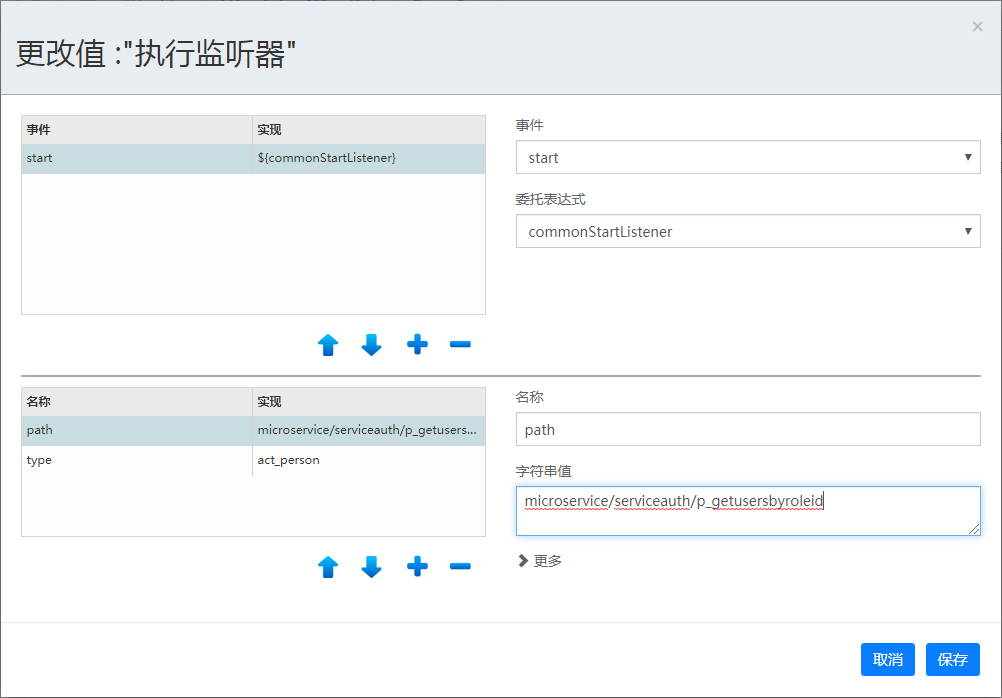 ×
更改值 :"执行监听器"
事件 实现
start ${commonStartListener}
事件
start
委托表达式
commonStartListener
名称 实现
path microservice/serviceauth/p_getusers...
type act_person
名称
path
字符串值
microservice/serviceauth/p_getusersbyroleid
更多
取消 保存